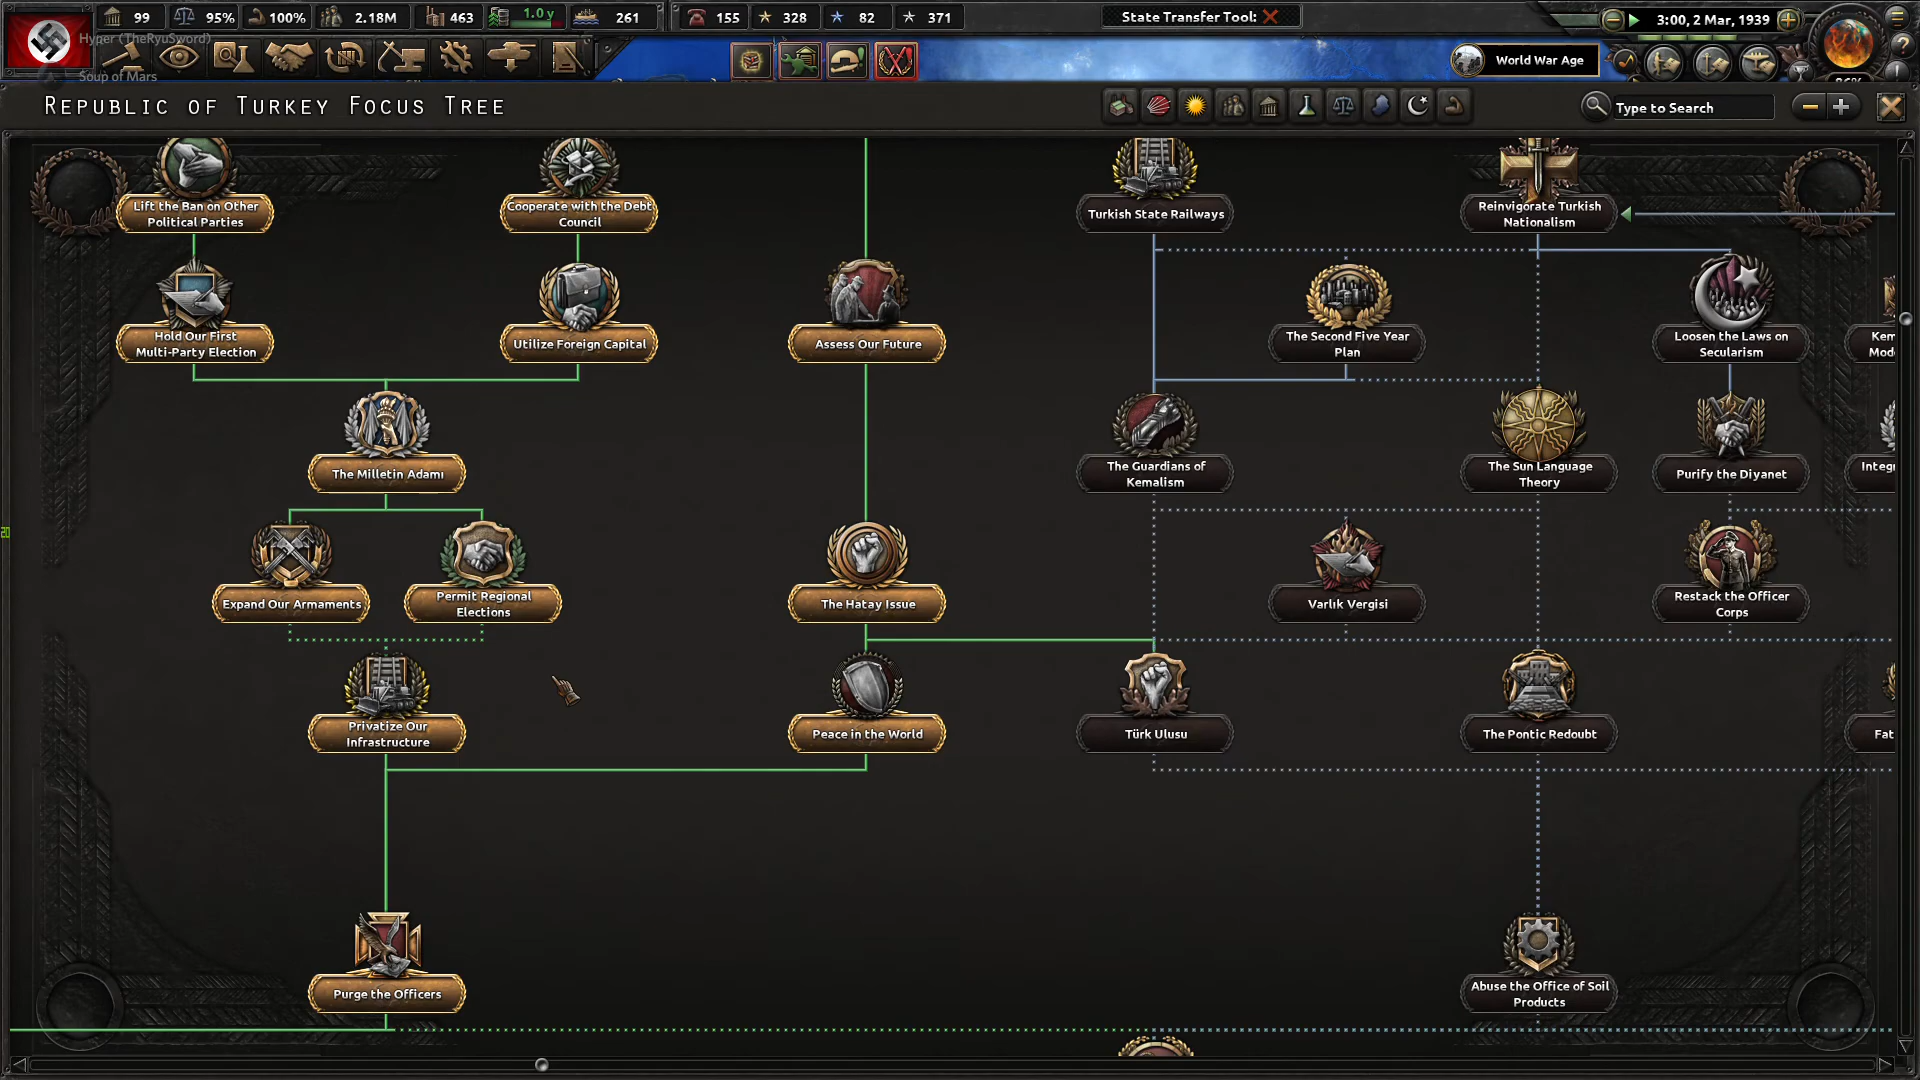 99
95%
100%
2.18M
463
1.0 y
261
155
328
82
371
State Transfer Tool:
3:00, 2 Mar, 1939
Hyper (TheRyuSword)
Soup of Mars
World War Age
86%
REPUBLIC OF TURKEY FOCUS TREE
Type to Search
Lift the Ban on Other
Political Parties
Cooperate with the Debt
Council
Turkish State Railways
Reinvigorate Turkish
Nationalism
Hold Our First
Multi-Party Election
Utilize Foreign Capital
Assess Our Future
The Second Five Year
Plan
Loosen the Laws on
Secularism
Kem
Mod
The Milletin Adamı
The Guardians of
Kemalism
The Sun Language
Theory
Purify the Diyanet
Integr
20
Expand Our Armaments
Permit Regional
Elections
The Hatay Issue
Varlık Vergisi
Restack the Officer
Corps
Privatize Our
Infrastructure
Peace in the World
Türk Ulusu
The Pontic Redoubt
Fat
Purge the Officers
Abuse the Office of Soil
Products